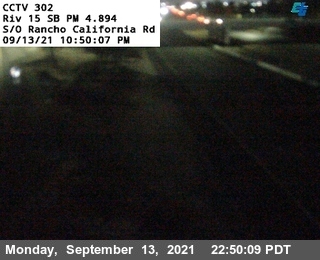 CCTV 302
Riv 15 SB PM 4.894
S/O Rancho California Rd
09/13/21 10:50:07 PM
Monday, September 13, 2021 22:50:09 PDT